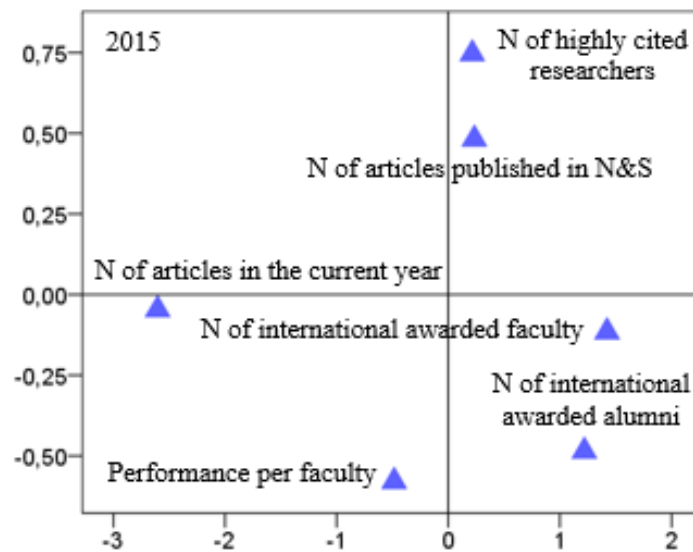 2015
N of highly cited
researchers
0,75
0,50
N of articles published in N&S
0,25
N of articles in the current year
0,00
N of international awarded faculty
-0,25
N of international
awarded alumni
-0,50
Performance per faculty
-3 -2 -1 0 1 2